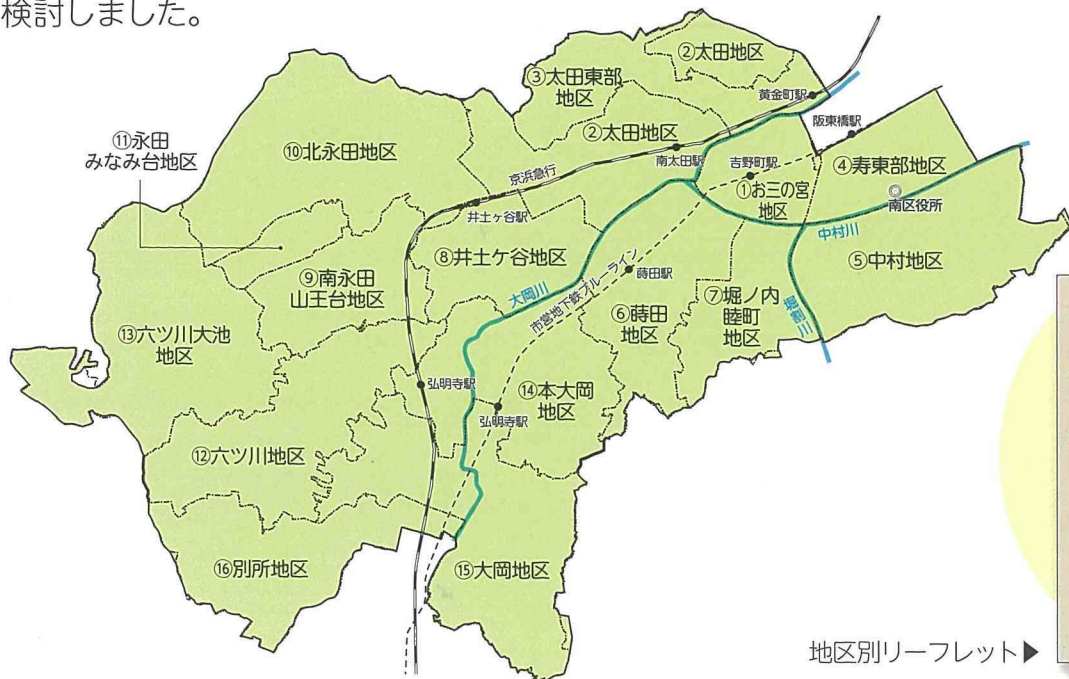 検討しました。
②太田地区
③太田東部
地区
黄金町駅
②太田地区
阪東橋駅
⑪永田
みなみ台地区
⑩北永田地区
南太田駅
吉野町駅
④寿東部地区
京浜急行
①お三の宮
地区
南区役所
井土ヶ谷駅
中村川
⑧井土ケ谷地区
⑤中村地区
⑨南永田
山王台地区
大岡川
市営地下鉄ブルーライン
蒔田駅
⑥蒔田
地区
⑦堀ノ内
睦町
地区
堀割川
⑬六ツ川大池
地区
弘明寺駅
⑭本大岡
地区
弘明寺駅
⑫六ツ川地区
⑯別所地区
⑮大岡地区
地区別リーフレット▶